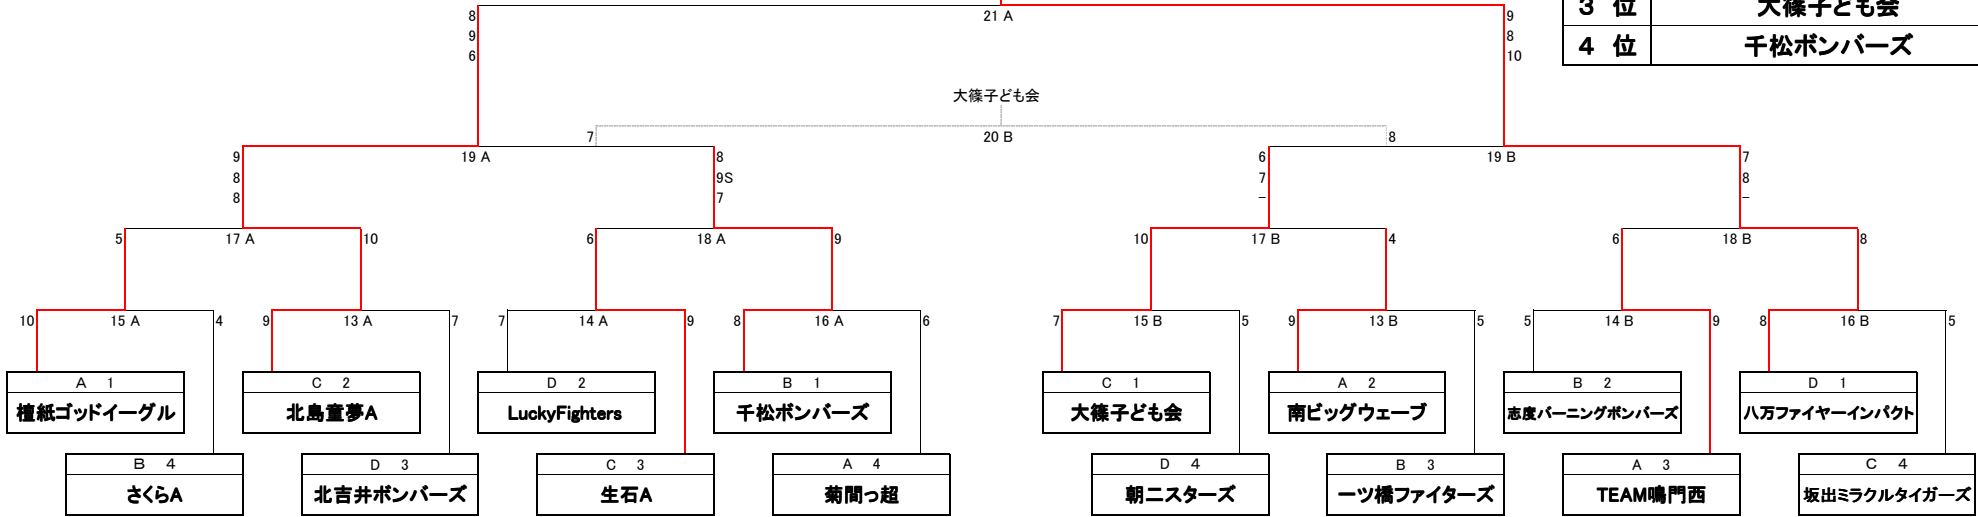 8 21 A 9 3 位 大篠子ども会
9 8
6 10 4 位 千松ボンバーズ
大篠子ども会
7 20 B 8
9 19 A 8 6 19 B 7
8 9S 7 8
8 7 – –
5 17 A 10 6 18 A 9 10 17 B 4 6 18 B 8
10 15 A 4 9 13 A 7 7 14 A 9 8 16 A 6 7 15 B 5 9 13 B 5 5 14 B 9 8 16 B 5
A 1 C 2 D 2 B 1 C 1 A 2 B 2 D 1
檀紙ゴッドイーグル 北島童夢A LuckyFighters 千松ボンバーズ 大篠子ども会 南ビッグウェーブ 志度バーニングボンバーズ 八万ファイヤーインパクト
B 4 D 3 C 3 A 4 D 4 B 3 A 3 C 4
さくらA 北吉井ボンバーズ 生石A 菊間っ超 朝二スターズ 一ツ橋ファイターズ TEAM鳴門西 坂出ミラクルタイガーズ